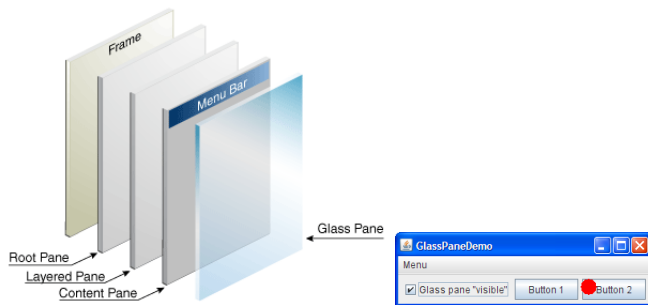 Frame
Menu Bar
Glass Pane
Root Pane
Layered Pane
Content Pane
GlassPaneDemo
Menu
Glass pane "visible"
Button 1
Button 2